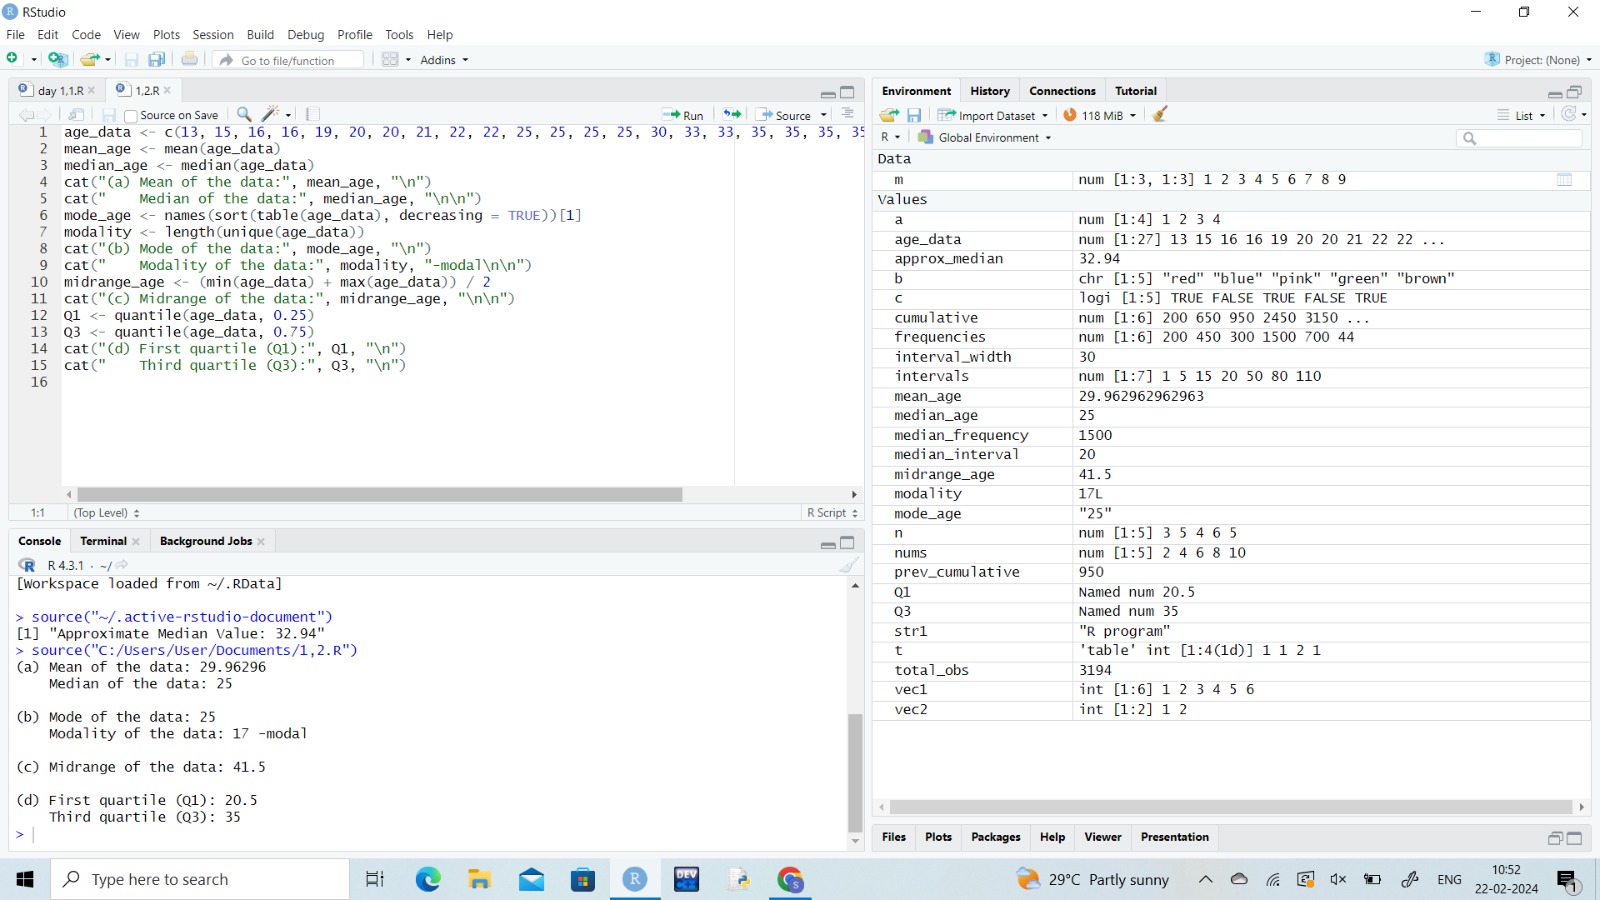 RStudio
File Edit Code View Plots Session Build Debug Profile Tools Help
Go to file/function Addins Project: (None)
day 1,1.R 1,2.R
Source on Save Run Source
1 age_data <- c(13, 15, 16, 16, 19, 20, 20, 21, 22, 22, 25, 25, 25, 25, 30, 33, 33, 35, 35, 35, 35
2 mean_age <- mean(age_data)
3 median_age <- median(age_data)
4 cat("(a) Mean of the data:", mean_age, "\n")
5 cat("    Median of the data:", median_age, "\n\n")
6 mode_age <- names(sort(table(age_data), decreasing = TRUE))[1]
7 modality <- length(unique(age_data))
8 cat("(b) Mode of the data:", mode_age, "\n")
9 cat("    Modality of the data:", modality, "-modal\n\n")
10 midrange_age <- (min(age_data) + max(age_data)) / 2
11 cat("(c) Midrange of the data:", midrange_age, "\n\n")
12 Q1 <- quantile(age_data, 0.25)
13 Q3 <- quantile(age_data, 0.75)
14 cat("(d) First quartile (Q1):", Q1, "\n")
15 cat("    Third quartile (Q3):", Q3, "\n")
16
1:1 (Top Level) R Script
Console Terminal Background Jobs
R 4.3.1 · ~/
[Workspace loaded from ~/.RData]
> source("~/.active-rstudio-document")
[1] "Approximate Median Value: 32.94"
> source("C:/Users/User/Documents/1,2.R")
(a) Mean of the data: 29.96296
    Median of the data: 25
(b) Mode of the data: 25
    Modality of the data: 17 -modal
(c) Midrange of the data: 41.5
(d) First quartile (Q1): 20.5
    Third quartile (Q3): 35
>
Environment History Connections Tutorial
Import Dataset 118 MiB List
R Global Environment
Data
m num [1:3, 1:3] 1 2 3 4 5 6 7 8 9
Values
a num [1:4] 1 2 3 4
age_data num [1:27] 13 15 16 16 19 20 20 21 22 22 ...
approx_median 32.94
b chr [1:5] "red" "blue" "pink" "green" "brown"
c logi [1:5] TRUE FALSE TRUE FALSE TRUE
cumulative num [1:6] 200 650 950 2450 3150 ...
frequencies num [1:6] 200 450 300 1500 700 44
interval_width 30
intervals num [1:7] 1 5 15 20 50 80 110
mean_age 29.962962962963
median_age 25
median_frequency 1500
median_interval 20
midrange_age 41.5
modality 17L
mode_age "25"
n num [1:5] 3 5 4 6 5
nums num [1:5] 2 4 6 8 10
prev_cumulative 950
Q1 Named num 20.5
Q3 Named num 35
str1 "R program"
t 'table' int [1:4(1d)] 1 1 2 1
total_obs 3194
vec1 int [1:6] 1 2 3 4 5 6
vec2 int [1:2] 1 2
Files Plots Packages Help Viewer Presentation
Type here to search
DEV
29°C Partly sunny
ENG
10:52
22-02-2024
1